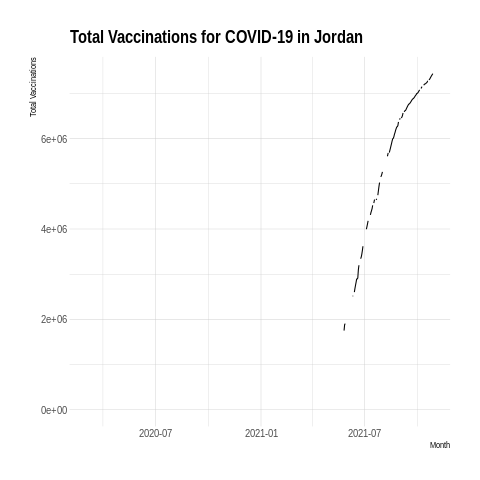 Total Vaccinations for COVID-19 in Jordan
Total Vaccinations
6e+06
4e+06
2e+06
0e+00
2020-07
2021-01
2021-07
Month